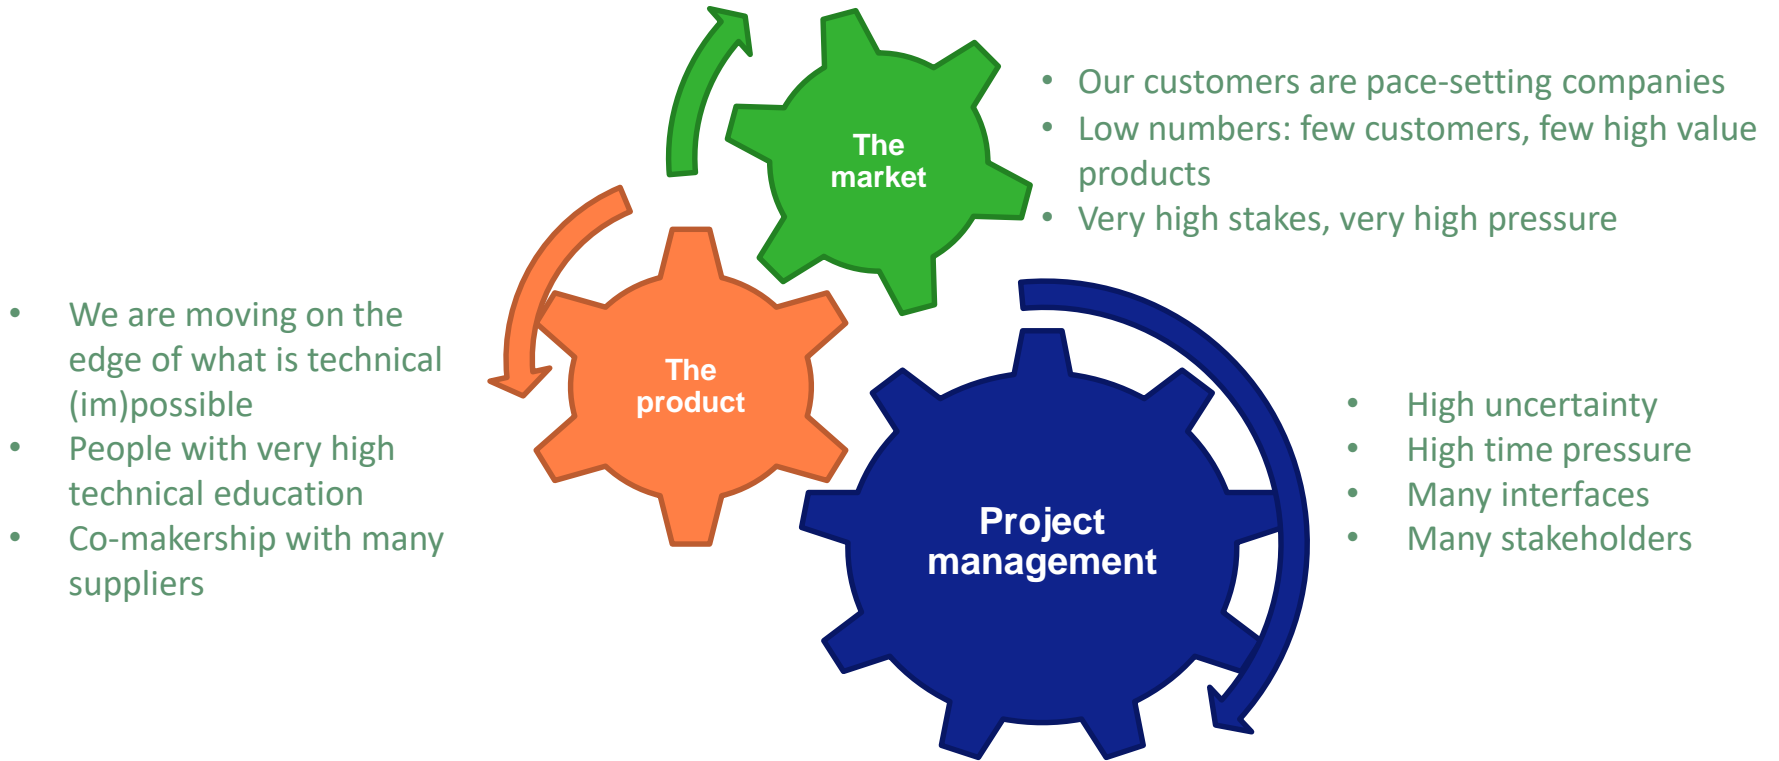 The
market
• Our customers are pace-setting companies
• Low numbers: few customers, few high value
products
• Very high stakes, very high pressure
The
product
• We are moving on the
edge of what is technical
(im)possible
• People with very high
technical education
• Co-makership with many
suppliers
Project
management
• High uncertainty
• High time pressure
• Many interfaces
• Many stakeholders